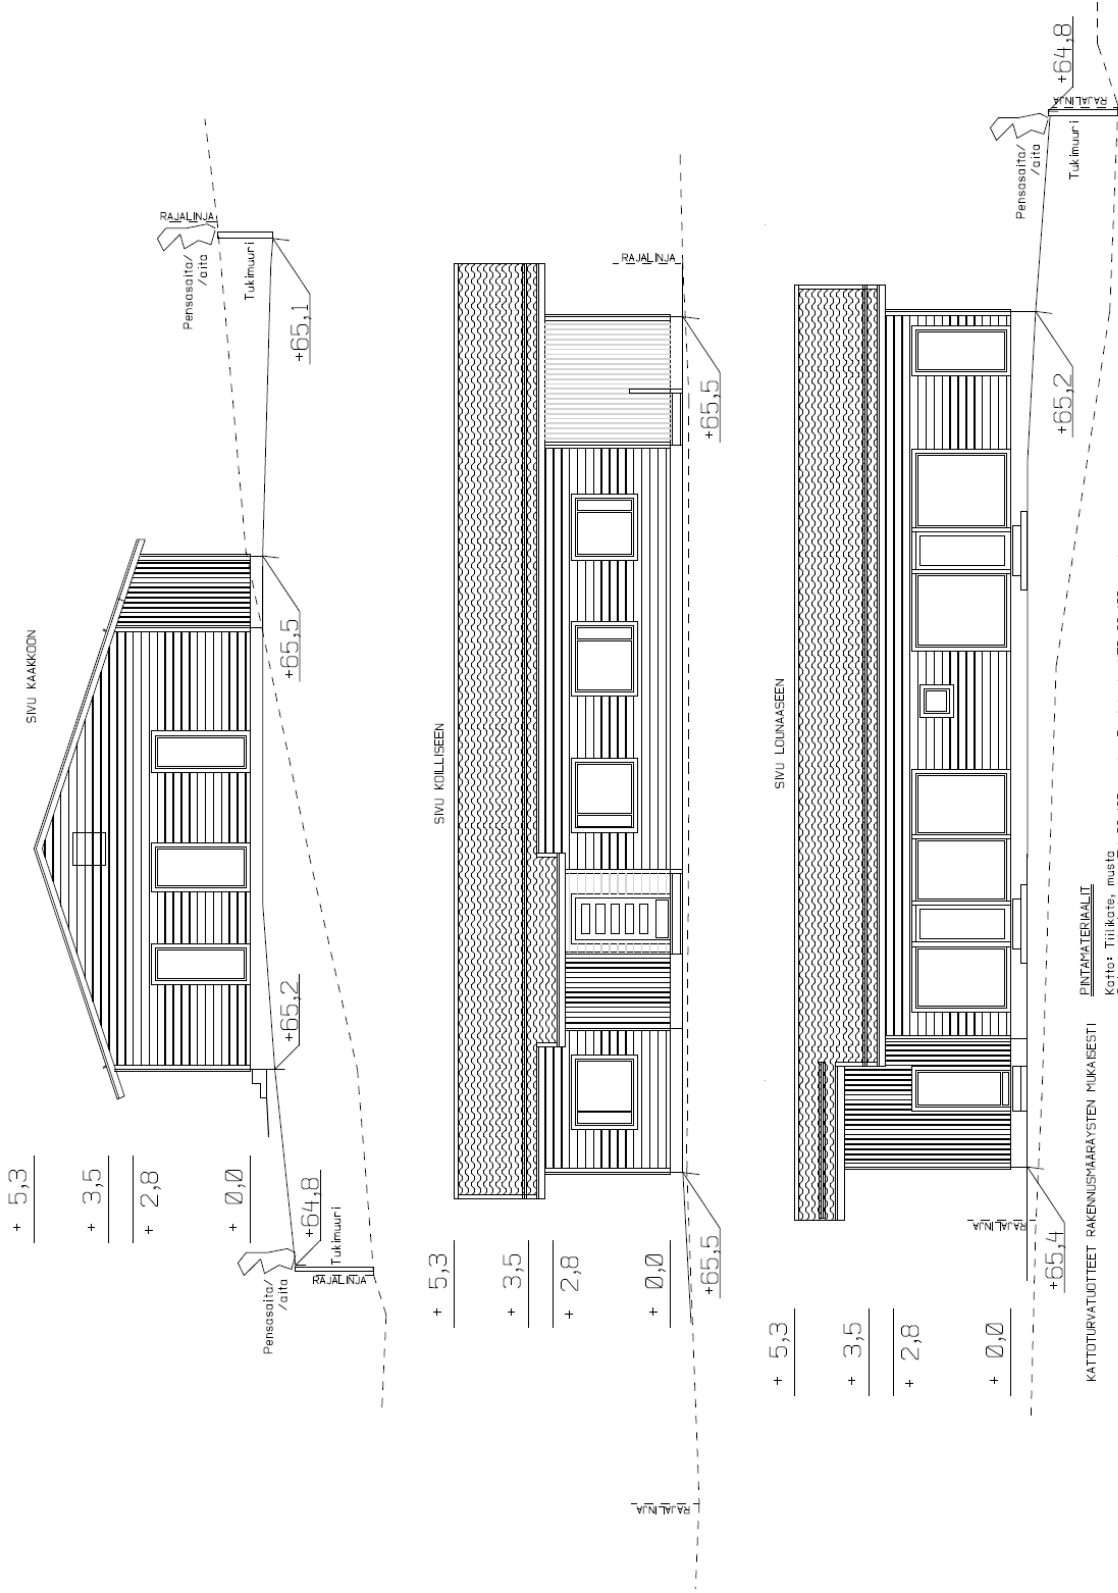 SIVU KAAKKOON
+ 5,3
+ 3,5
+ 2,8
+ 0,0
Pensasaita/
/aita
+64,8
Tukimuuri
RAJALINJA
+65,2
+65,5
+65,1
Pensasaita/
/aita
Tukimuuri
RAJALINJA
SIVU KOILLISEEN
+ 5,3
+ 3,5
+ 2,8
+ 0,0
RAJALINJA
+65,5
+65,5
RAJALINJA
SIVU LOUNAASEEN
+ 5,3
+ 3,5
+ 2,8
+ 0,0
RAJALINJA
+65,4
+65,2
Pensasaita/
/aita
Tukimuuri
RAJALINJA
+64,8
KATTOTURVATUOTTEET RAKENNUSMÄÄRÄYSTEN MUKAISESTI
PINTAMATERIAALIT
Katto: Tiilikate, musta